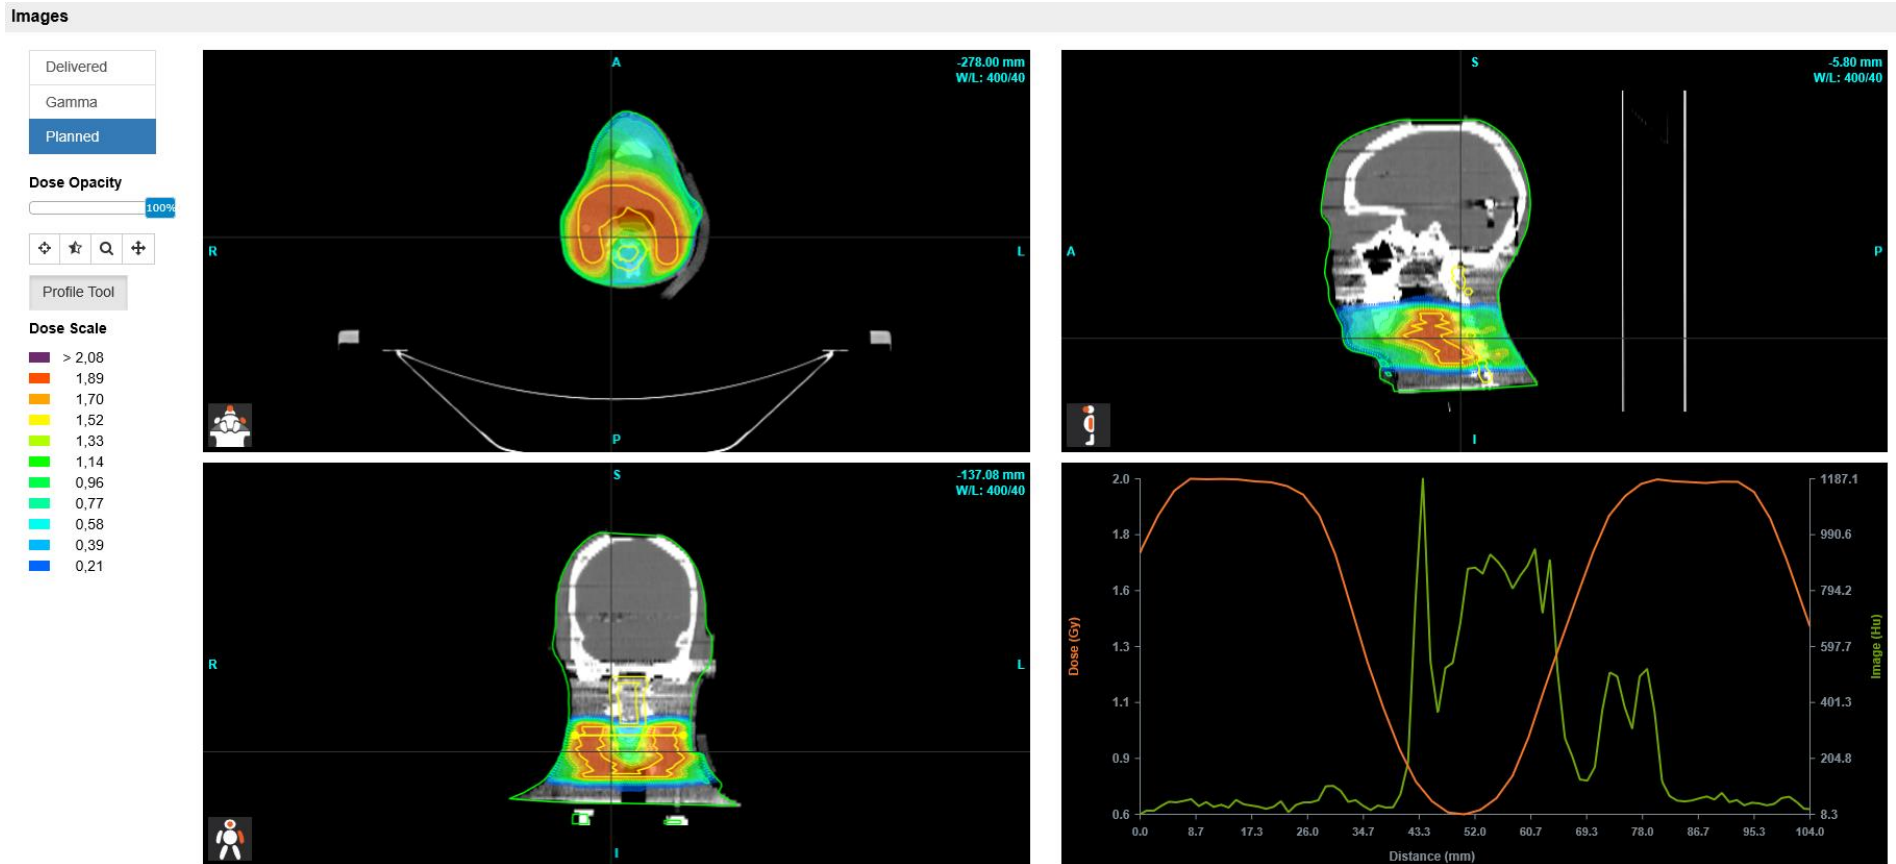 Images
Delivered
Gamma
Planned
Dose Opacity
100%
Profile Tool
Dose Scale
> 2,08
1,89
1,70
1,52
1,33
1,14
0,96
0,77
0,58
0,39
0,21
A
-278.00 mm
W/L: 400/40
R
L
P
S
-5.80 mm
W/L: 400/40
A
P
I
S
-137.08 mm
W/L: 400/40
R
L
I
2.0
1.8
1.6
1.3
1.1
0.9
0.6
Dose (Gy)
1187.1
990.6
794.2
597.7
401.3
204.8
8.3
Image (Hu)
0.0 8.7 17.3 26.0 34.7 43.3 52.0 60.7 69.3 78.0 86.7 95.3 104.0
Distance (mm)